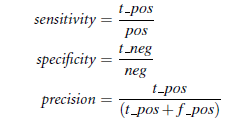 sensitivity = t_pos / pos
specificity = t_neg / neg
precision = t_pos / (t_pos + f_pos)